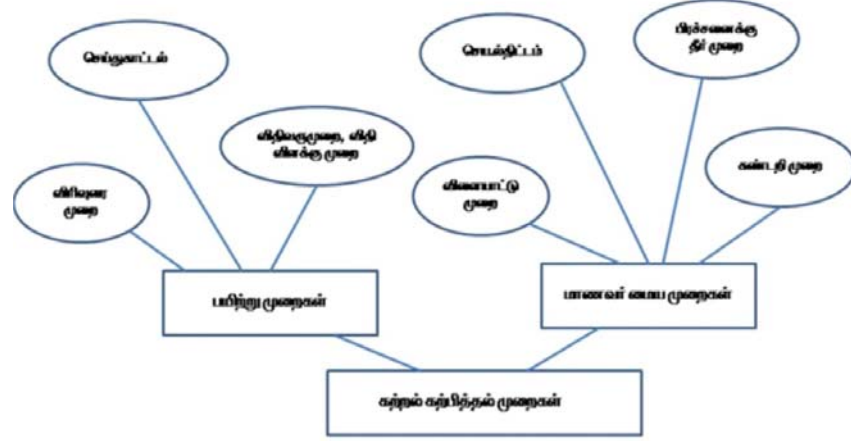 செய்துகாட்டல்
செயல்திட்டம்
பிரச்சனைக்கு
தீர் முறை
விதிவருமுறை, விதி
விளக்கு முறை
விரிவுரை
முறை
விளையாட்டு
முறை
கண்டறி முறை
பயிற்று முறைகள்
மாணவர் மைய முறைகள்
கற்றல் கற்பித்தல் முறைகள்